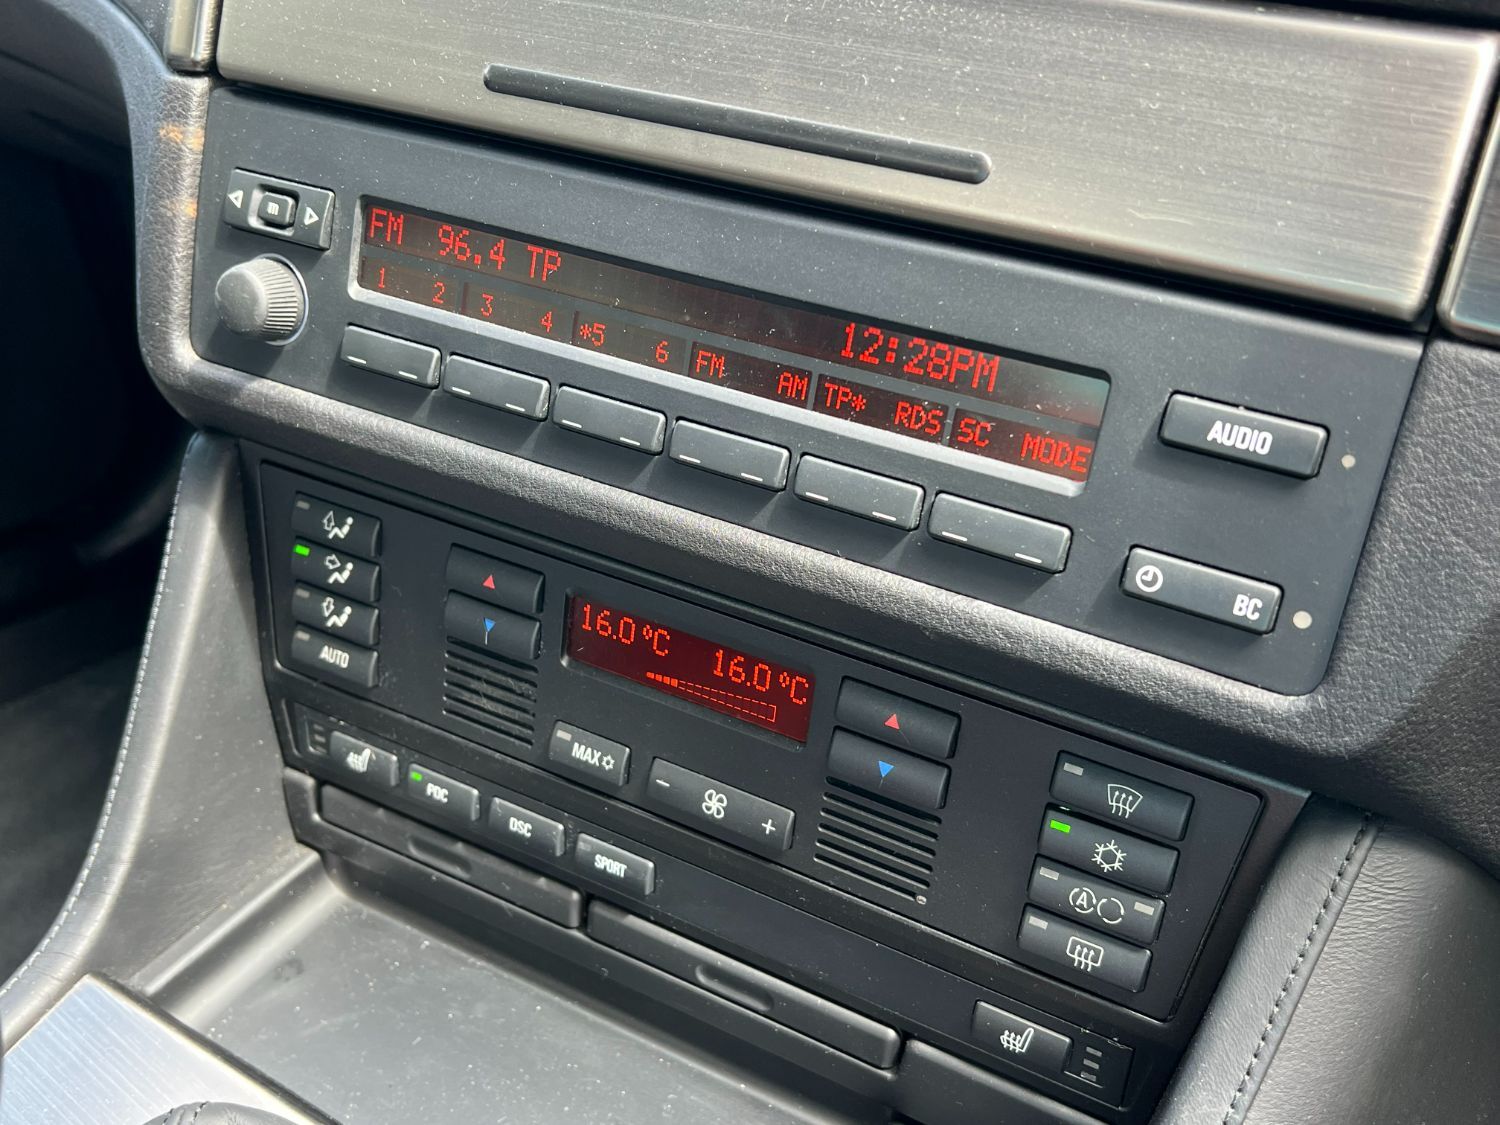 m
FM 96.4 TP
12:28PM
1 2 3 4 *5 6 FM AM TP* RDS SC MODE
AUDIO
BC
16.0 °C
16.0 °C
AUTO
MAX
- +
A
PDC
DSC
SPORT